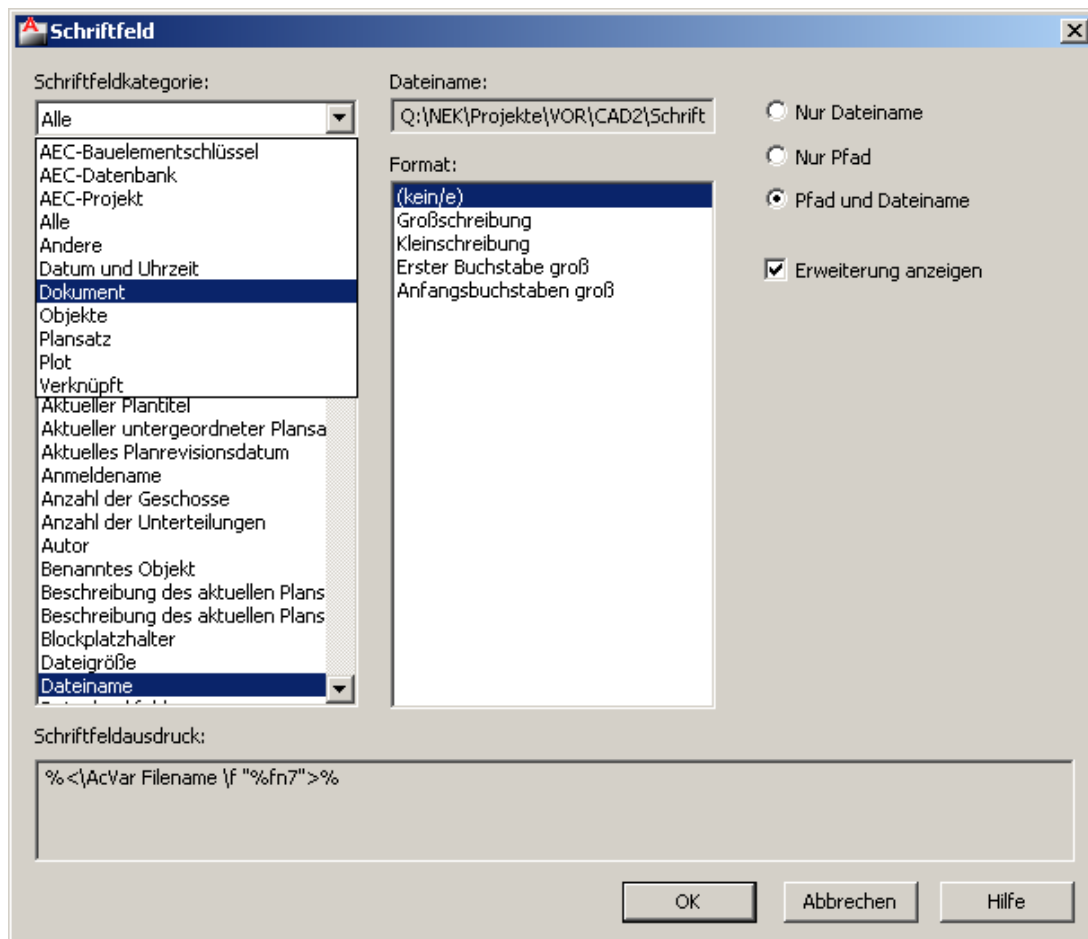 Schriftfeld
Schriftfeldkategorie:
Alle
AEC-Bauelementschlüssel
AEC-Datenbank
AEC-Projekt
Alle
Andere
Datum und Uhrzeit
Dokument
Objekte
Plansatz
Plot
Verknüpft
Aktueller Plantitel
Aktueller untergeordneter Plansa
Aktuelles Planrevisionsdatum
Anmeldename
Anzahl der Geschosse
Anzahl der Unterteilungen
Autor
Benanntes Objekt
Beschreibung des aktuellen Plans
Beschreibung des aktuellen Plans
Blockplatzhalter
Dateigröße
Dateiname
Dateiname:
Q:\NEK\Projekte\VOR\CAD2\Schrift
Format:
(kein/e)
Großschreibung
Kleinschreibung
Erster Buchstabe groß
Anfangsbuchstaben groß
Nur Dateiname
Nur Pfad
Pfad und Dateiname
Erweiterung anzeigen
Schriftfeldausdruck:
%<\AcVar Filename \f "%fn7">%
OK
Abbrechen
Hilfe